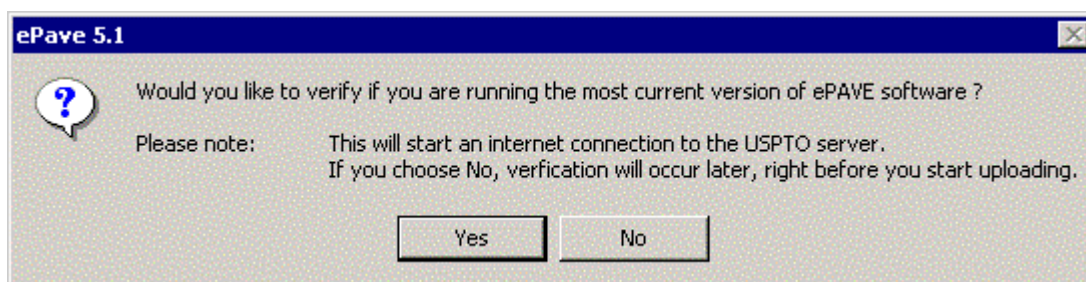 ePave 5.1
?
Would you like to verify if you are running the most current version of ePAVE software ?
Please note: This will start an internet connection to the USPTO server.
If you choose No, verfication will occur later, right before you start uploading.
Yes No